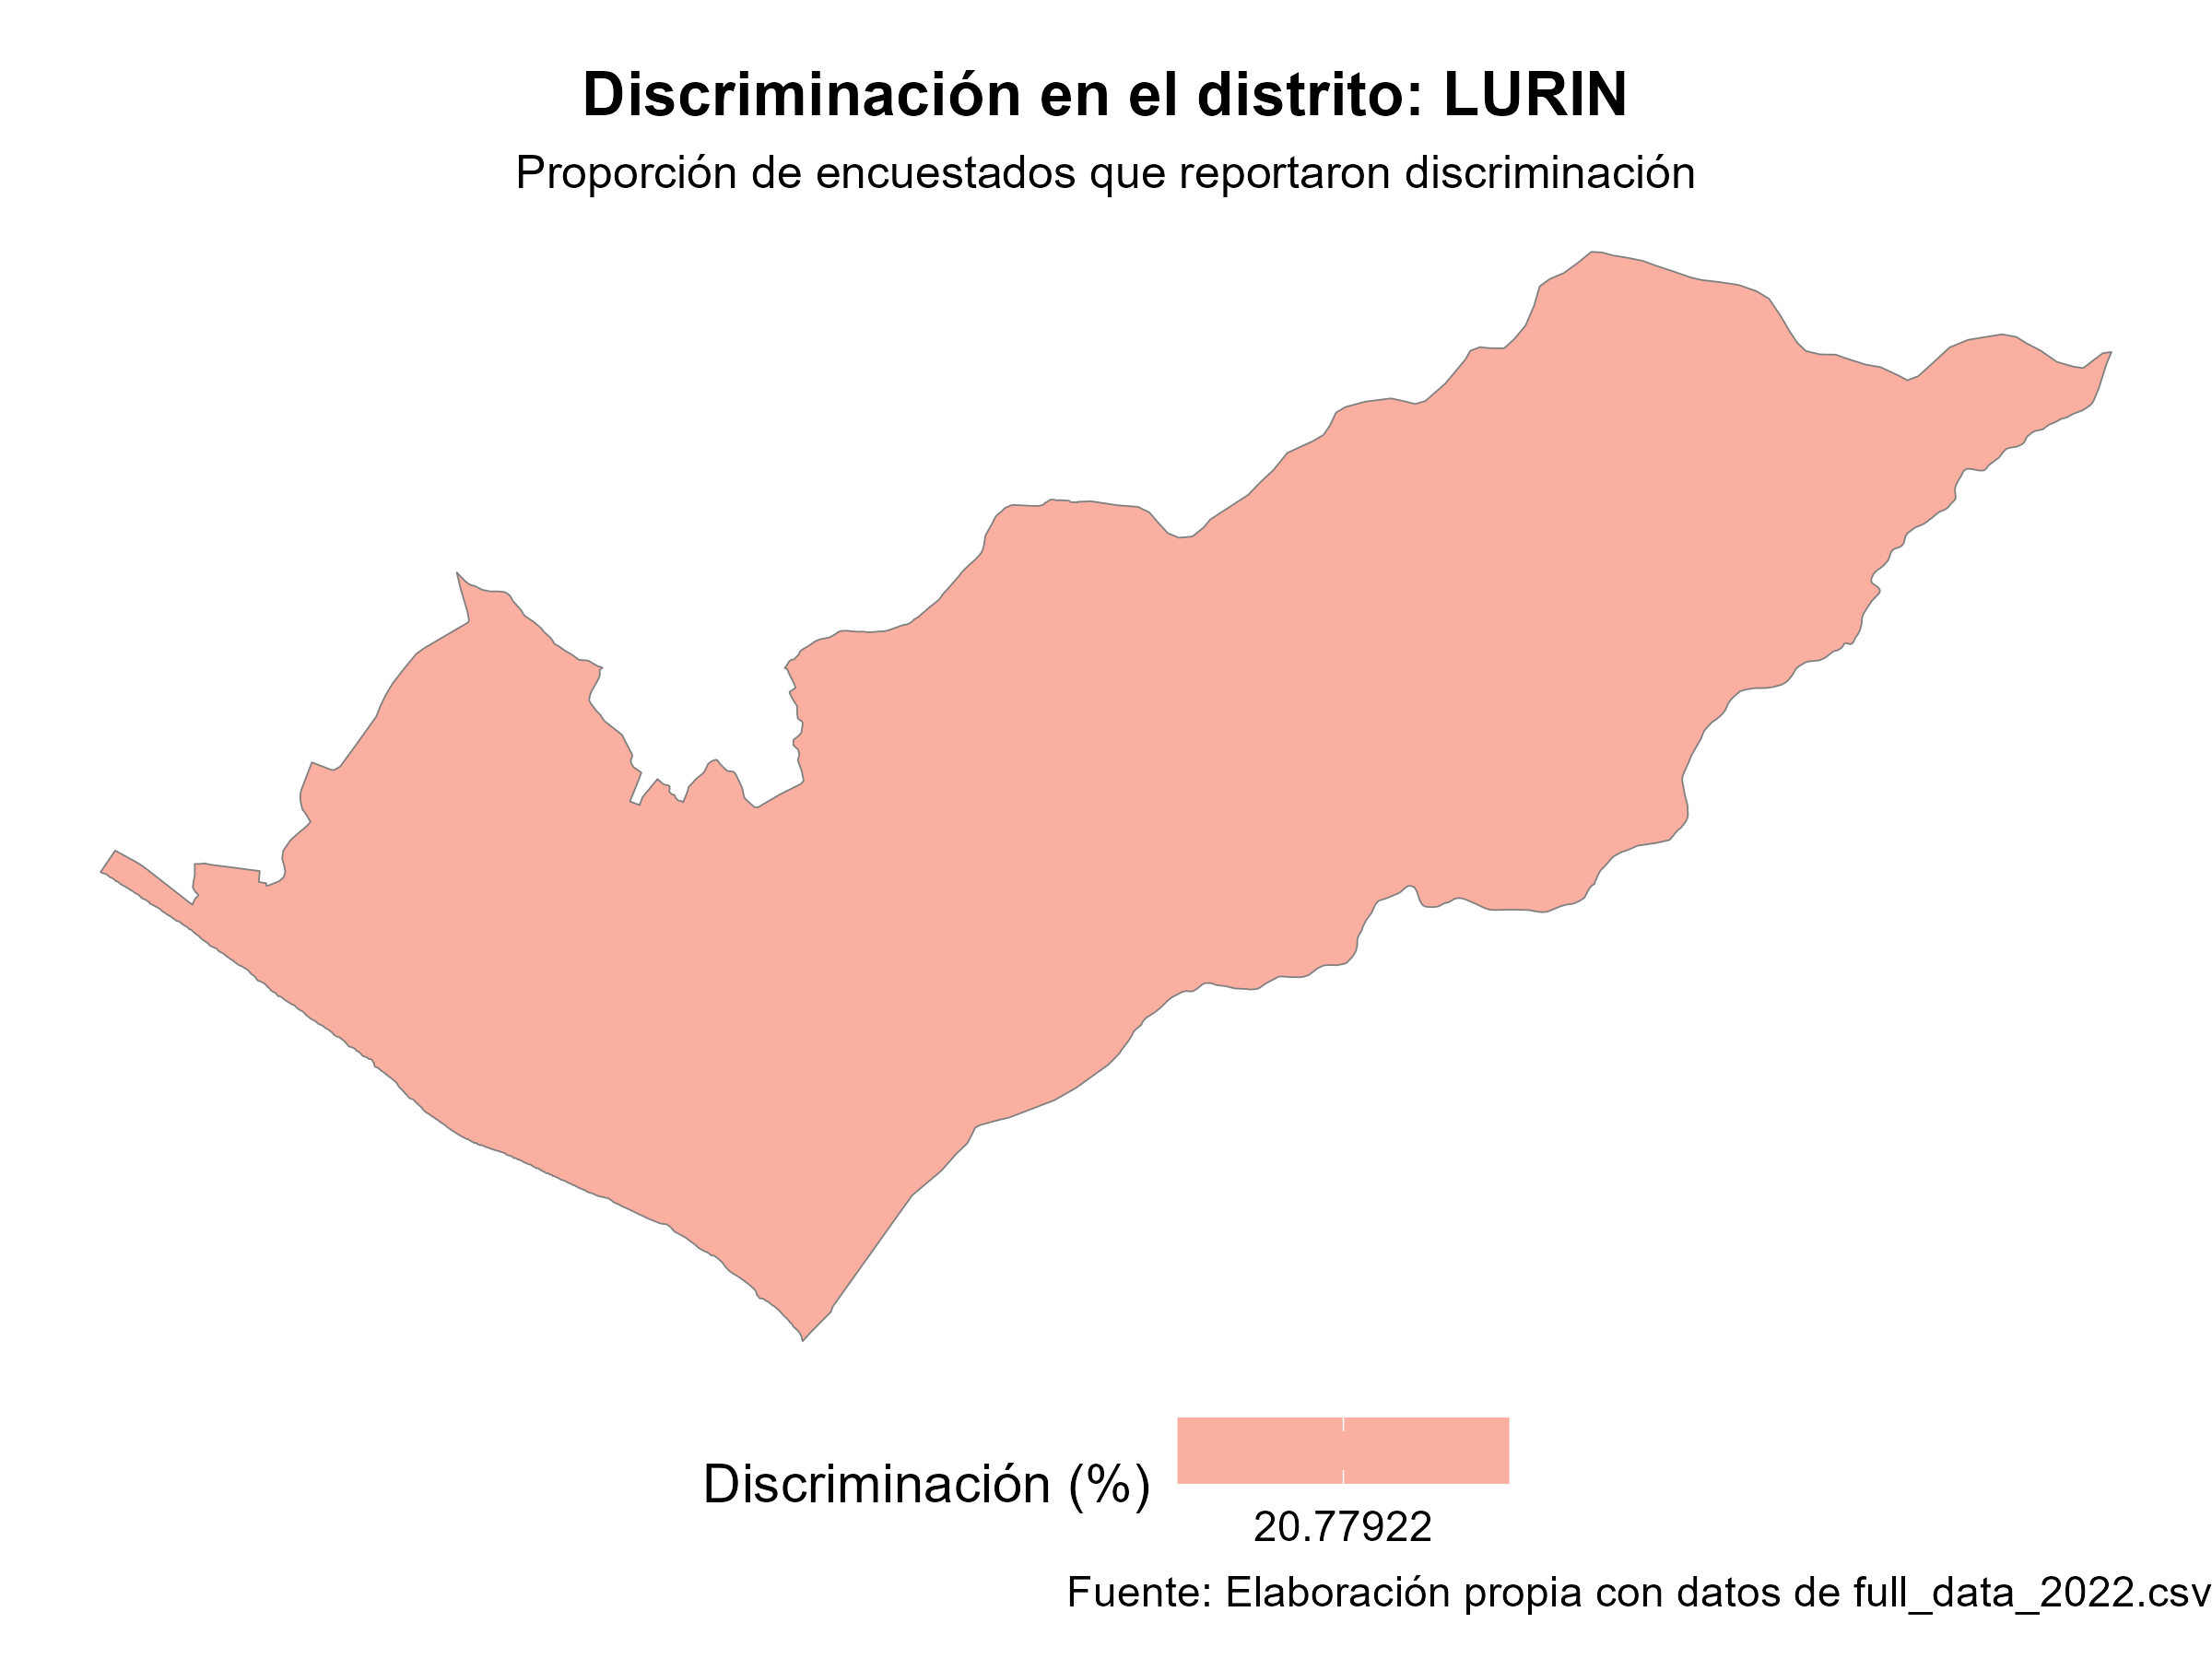 Discriminación en el distrito: LURIN
Proporción de encuestados que reportaron discriminación
Discriminación (%)
20.77922
Fuente: Elaboración propia con datos de full_data_2022.csv